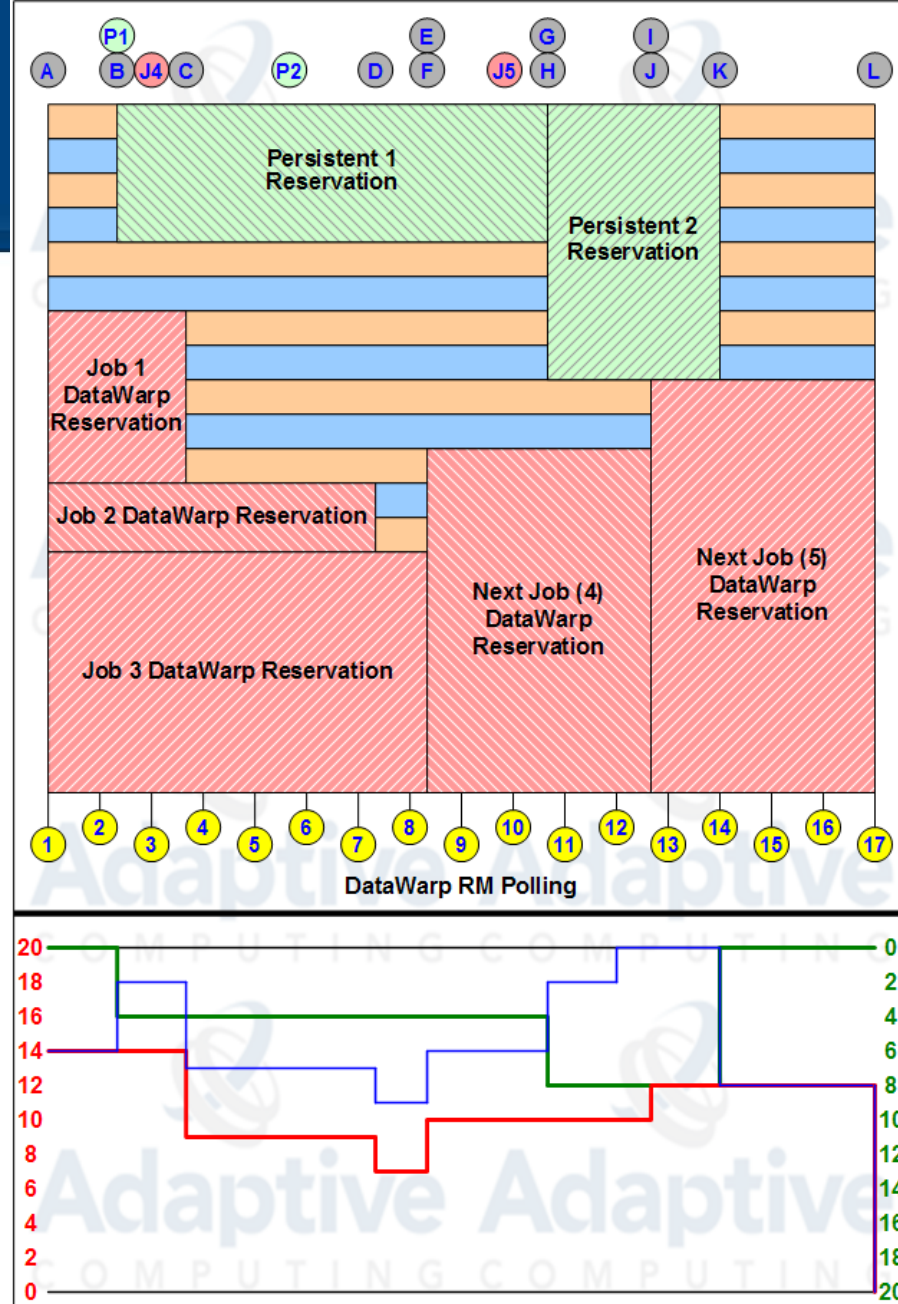 P1 E G I
A B J4 C P2 D F J5 H J K L
Persistent 1
Reservation
Persistent 2
Reservation
Job 1
DataWarp
Reservation
Job 2 DataWarp Reservation
Next Job (5)
DataWarp
Reservation
Next Job (4)
DataWarp
Reservation
Job 3 DataWarp Reservation
1 2 3 4 5 6 7 8 9 10 11 12 13 14 15 16 17
DataWarp RM Polling
Adaptive Adaptive
COMPUTING COMPUTING
20 0
18 2
16 4
14 6
12 8
10 10
8 12
6 14
4 16
2 18
0 20
Adaptive Adaptive
COMPUTING COMPUTING